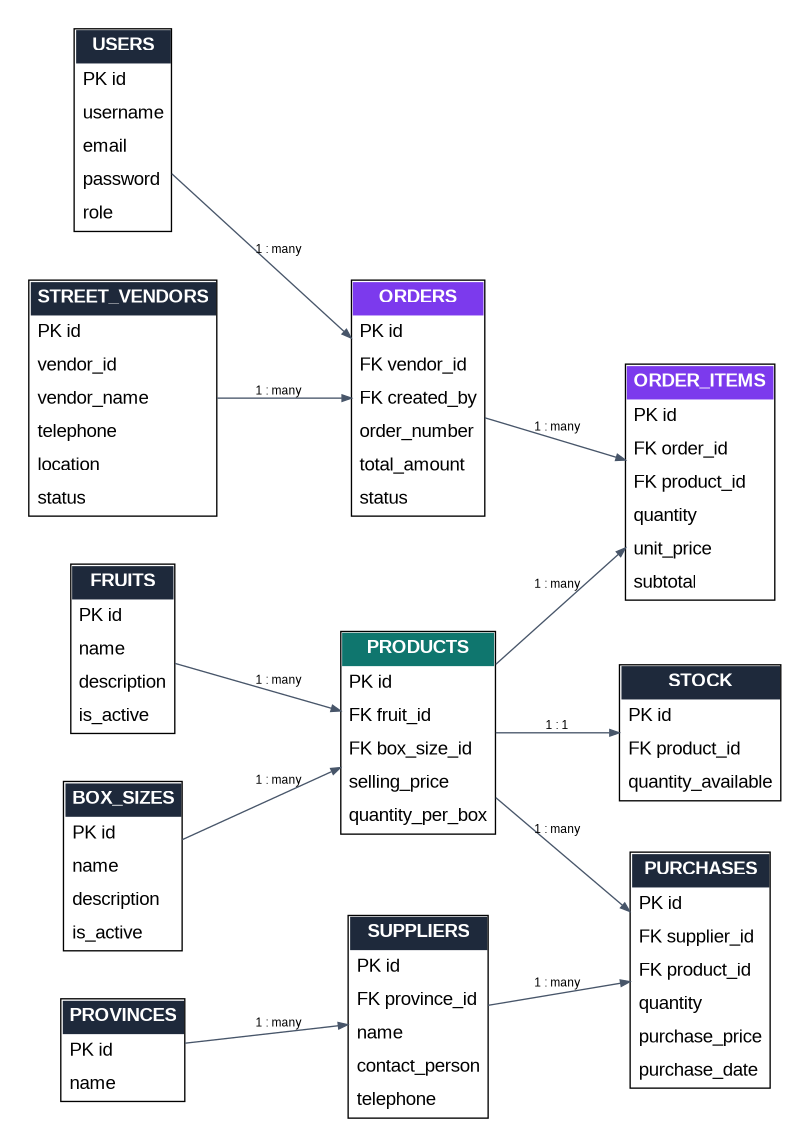 USERS
PK id
username
email
password
role
1 : many
STREET_VENDORS
PK id
vendor_id
vendor_name
telephone
location
status
1 : many
ORDERS
PK id
FK vendor_id
FK created_by
order_number
total_amount
status
1 : many
ORDER_ITEMS
PK id
FK order_id
FK product_id
quantity
unit_price
subtotal
FRUITS
PK id
name
description
is_active
1 : many
BOX_SIZES
PK id
name
description
is_active
1 : many
PRODUCTS
PK id
FK fruit_id
FK box_size_id
selling_price
quantity_per_box
1 : many
1 : 1
1 : many
STOCK
PK id
FK product_id
quantity_available
PROVINCES
PK id
name
1 : many
SUPPLIERS
PK id
FK province_id
name
contact_person
telephone
1 : many
PURCHASES
PK id
FK supplier_id
FK product_id
quantity
purchase_price
purchase_date